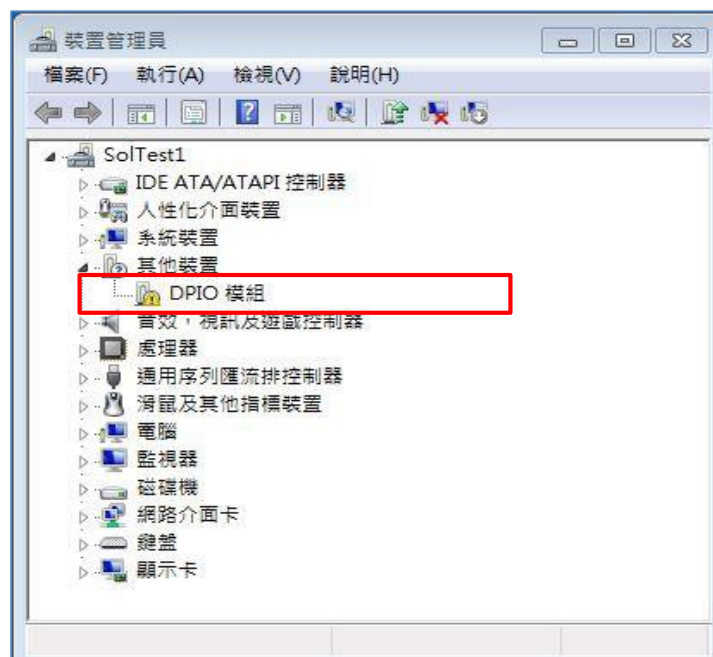 裝置管理員
檔案(F) 執行(A) 檢視(V) 說明(H)
SolTest1
IDE ATA/ATAPI 控制器
人性化介面裝置
系統裝置
其他裝置
DPIO 模組
音效，視訊及遊戲控制器
處理器
通用序列匯流排控制器
滑鼠及其他指標裝置
電腦
監視器
磁碟機
網路介面卡
鍵盤
顯示卡